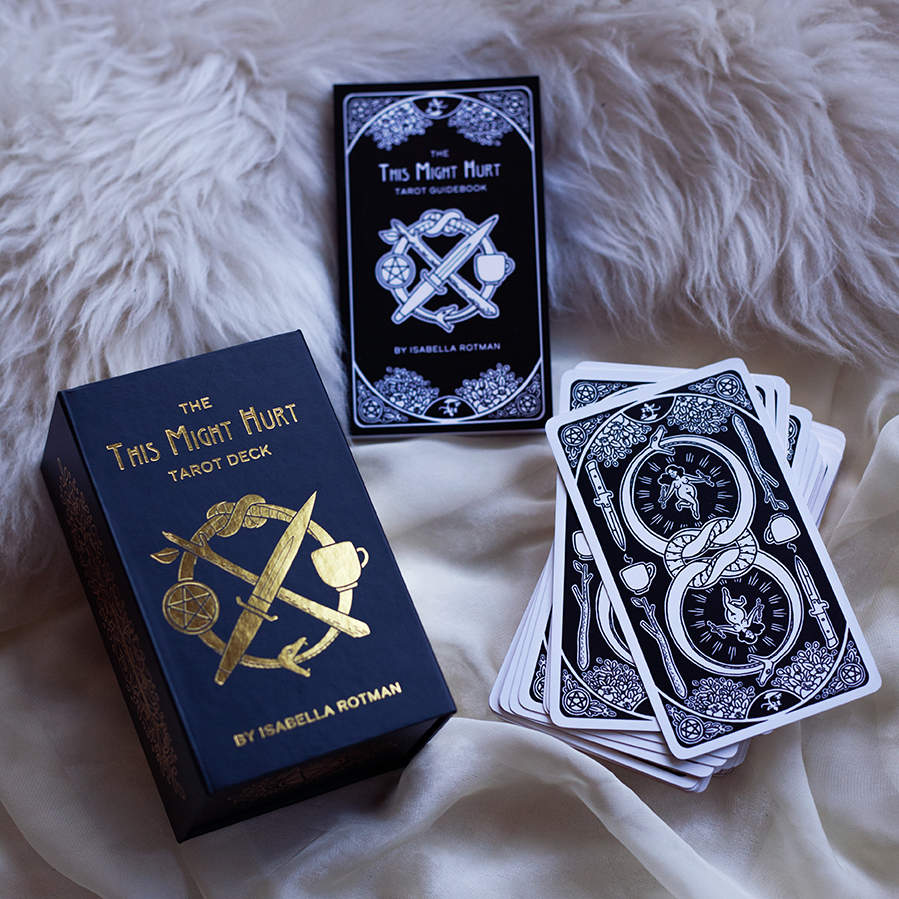 THE
THIS MIGHT HURT
TAROT GUIDEBOOK
BY ISABELLA ROTMAN
THE
THIS MIGHT HURT
TAROT DECK
BY ISABELLA ROTMAN